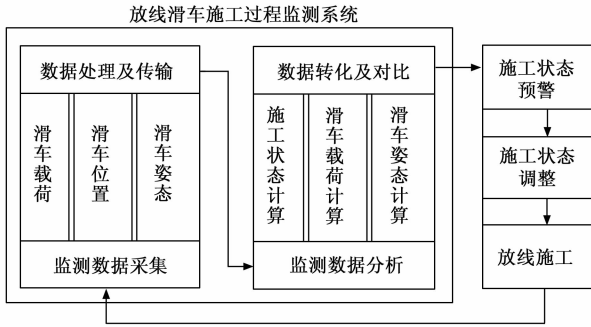 放线滑车施工过程监测系统
数据处理及传输
滑车载荷
滑车位置
滑车姿态
监测数据采集
数据转化及对比
施工状态计算
滑车载荷计算
滑车姿态计算
监测数据分析
施工状态
预警
施工状态
调整
放线施工